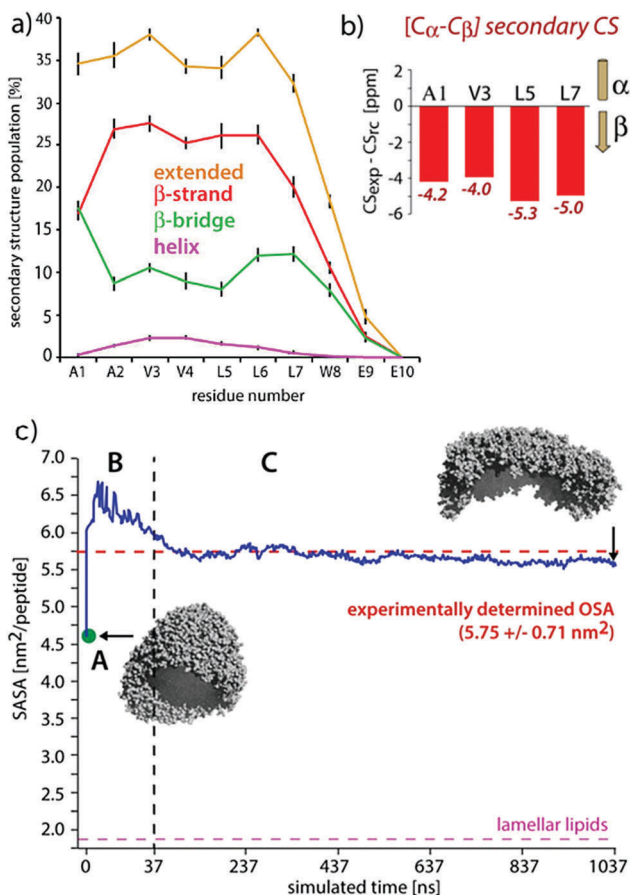 a)
secondary structure population [%]
40
35
30
25
20
15
10
5
0
extended
β-strand
β-bridge
helix
A1 A2 V3 V4 L5 L6 L7 W8 E9 E10
residue number
b)
[Cα-Cβ] secondary CS
CSexp - CSrc [ppm]
2
0
-2
-4
-6
A1 V3 L5 L7
-4.2 -4.0 -5.3 -5.0
α
β
c)
SASA [nm2/peptide]
7.0
6.5
6.0
5.5
5.0
4.5
4.0
3.5
3.0
2.5
2.0
B C
A
experimentally determined OSA
(5.75 +/- 0.71 nm2)
lamellar lipids
0 37 237 437 637 837 1037
simulated time [ns]